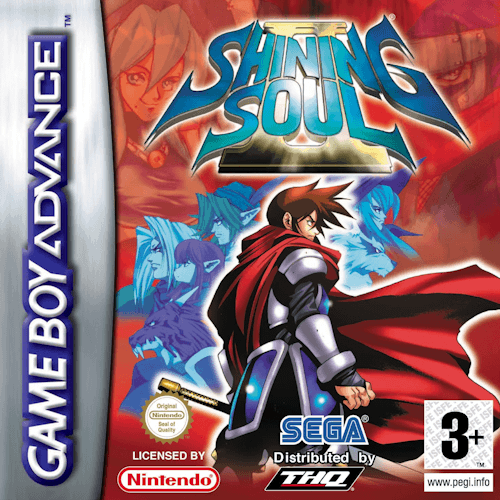 GAME BOY ADVANCE
SHINING
SOUL
II
Original
Nintendo
Seal of
Quality
LICENSED BY
Nintendo
SEGA
Distributed by
THQ
3+
www.pegi.info